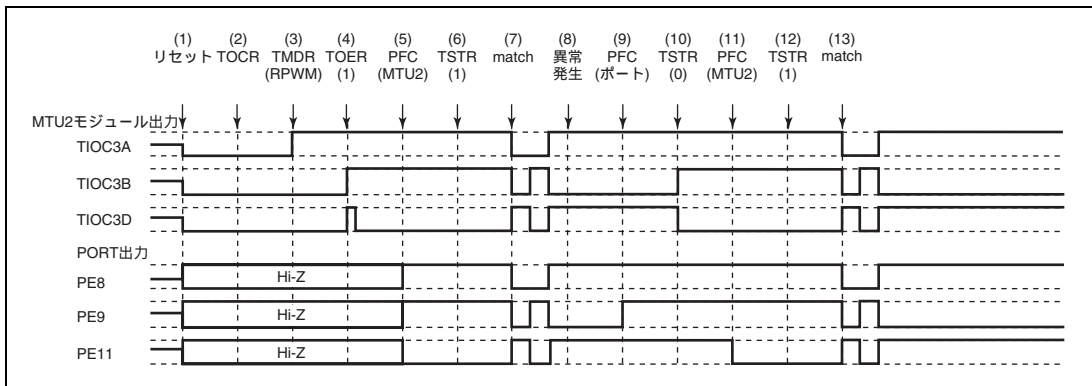 (1) (2) (3) (4) (5) (6) (7) (8) (9) (10) (11) (12) (13)
リセット TOCR TMDR TOER PFC TSTR match 異常 PFC TSTR PFC TSTR match
(RPWM) (1) (MTU2) (1) 発生 (ポート) (0) (MTU2) (1)
MTU2モジュール出力
TIOC3A
TIOC3B
TIOC3D
PORT出力
PE8 Hi-Z
PE9 Hi-Z
PE11 Hi-Z